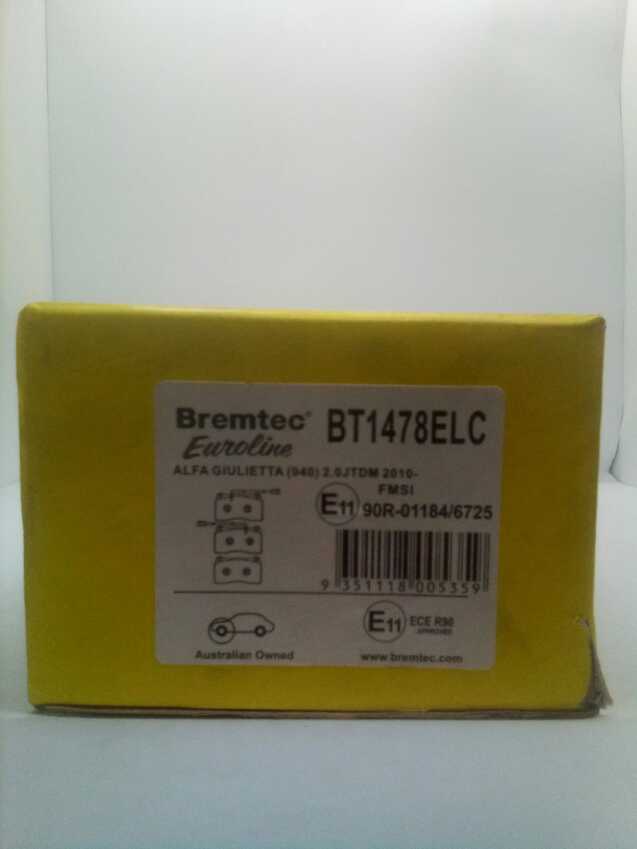 Bremtec® BT1478ELC
Euroline
ALFA GIULIETTA (940) 2.0JTDM 2010-
FMSI
E11 90R-01184/6725
9 351118 005359
E11 ECE R90
APPROVED
Australian Owned www.bremtec.com